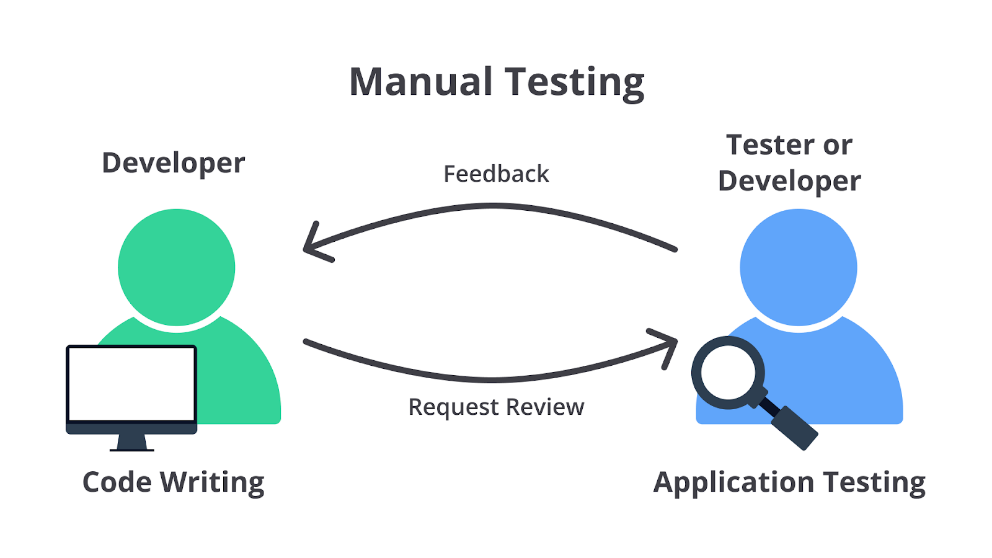 Manual Testing
Developer
Tester or
Developer
Feedback
Request Review
Code Writing
Application Testing